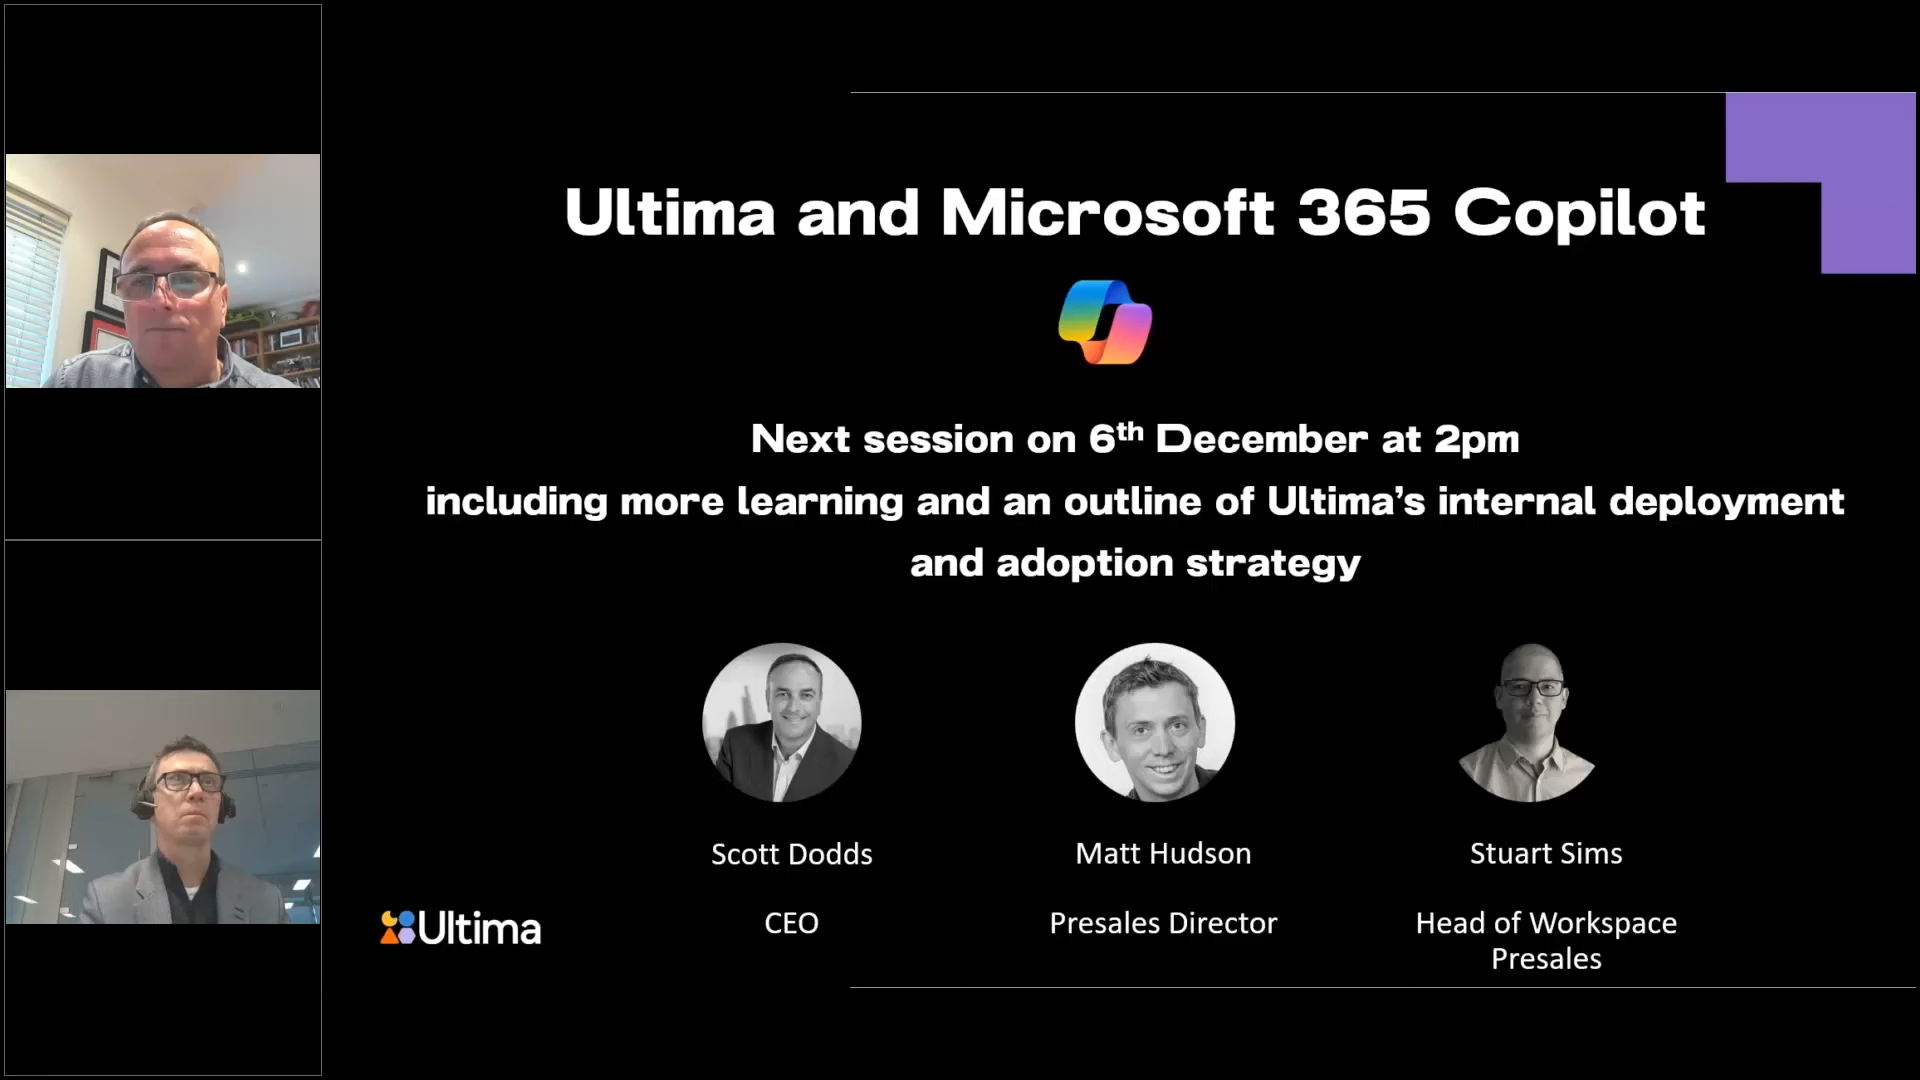 Ultima and Microsoft 365 Copilot
Next session on 6th December at 2pm
including more learning and an outline of Ultima's internal deployment
and adoption strategy
Scott Dodds
CEO
Matt Hudson
Presales Director
Stuart Sims
Head of Workspace
Presales
Ultima